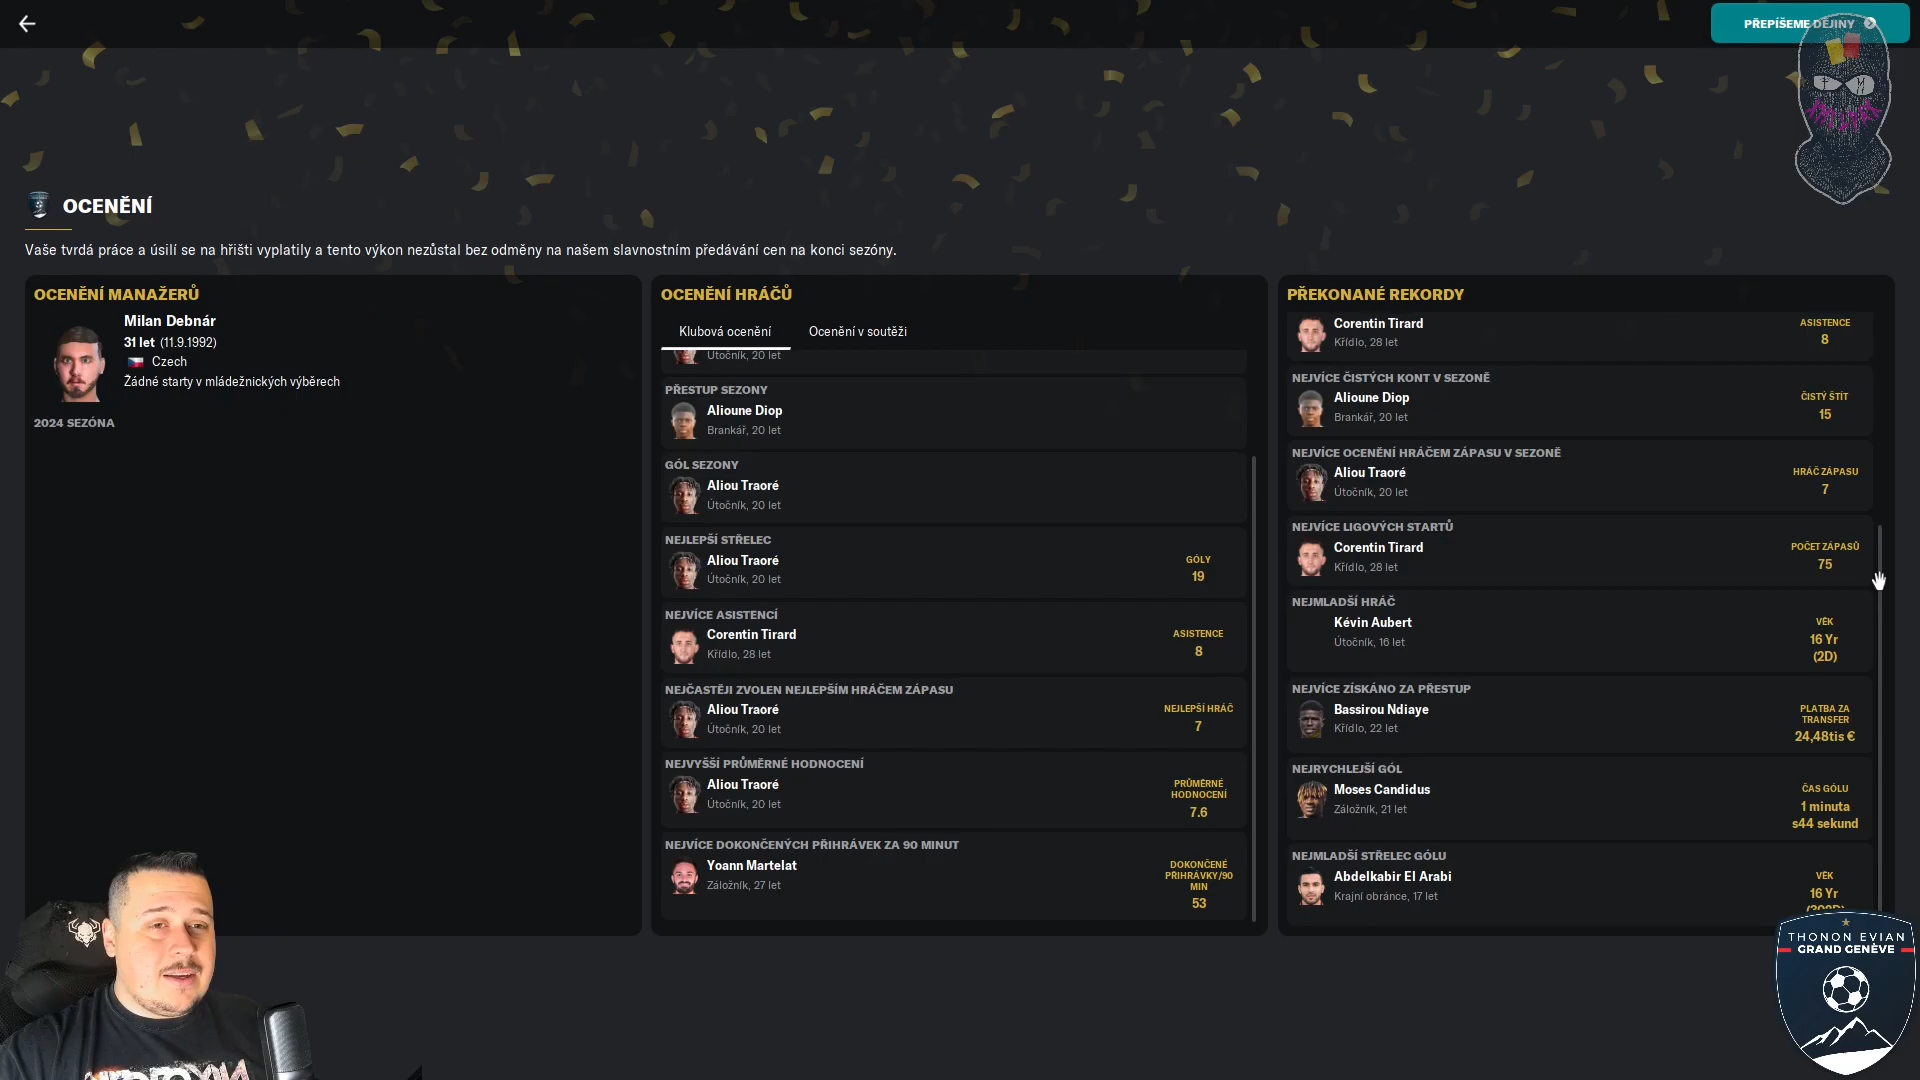 PŘEPÍŠEME DĚJINY
OCENĚNÍ
Vaše tvrdá práce a úsilí se na hřišti vyplatily a tento výkon nezůstal bez odměny na našem slavnostním předávání cen na konci sezóny.
OCENĚNÍ MANAŽERŮ
Milan Debnár
31 let (11.9.1992)
Czech
Žádné starty v mládežnických výběrech
2024 SEZÓNA
OCENĚNÍ HRÁČŮ
Klubová ocenění
Ocenění v soutěži
Útočník, 20 let
PŘESTUP SEZONY
Alioune Diop
Brankář, 20 let
GÓL SEZONY
Aliou Traoré
Útočník, 20 let
NEJLEPŠÍ STŘELEC
Aliou Traoré
Útočník, 20 let
GÓLY
19
NEJVÍCE ASISTENCÍ
Corentin Tirard
Křídlo, 28 let
ASISTENCE
8
NEJČASTĚJI ZVOLEN NEJLEPŠÍM HRÁČEM ZÁPASU
Aliou Traoré
Útočník, 20 let
NEJLEPŠÍ HRÁČ
7
NEJVYŠŠÍ PRŮMĚRNÉ HODNOCENÍ
Aliou Traoré
Útočník, 20 let
PRŮMĚRNÉ
HODNOCENÍ
7.6
NEJVÍCE DOKONČENÝCH PŘIHRÁVEK ZA 90 MINUT
Yoann Martelat
Záložník, 27 let
DOKONČENÉ
PŘIHRÁVKY/90
MIN
53
PŘEKONANÉ REKORDY
Corentin Tirard
Křídlo, 28 let
ASISTENCE
8
NEJVÍCE ČISTÝCH KONT V SEZONĚ
Alioune Diop
Brankář, 20 let
ČISTÝ ŠTÍT
15
NEJVÍCE OCENĚNÍ HRÁČEM ZÁPASU V SEZONĚ
Aliou Traoré
Útočník, 20 let
HRÁČ ZÁPASU
7
NEJVÍCE LIGOVÝCH STARTŮ
Corentin Tirard
Křídlo, 28 let
POČET ZÁPASŮ
75
NEJMLADŠÍ HRÁČ
Kévin Aubert
Útočník, 16 let
VĚK
16 Yr
(2D)
NEJVÍCE ZÍSKÁNO ZA PŘESTUP
Bassirou Ndiaye
Křídlo, 22 let
PLATBA ZA
TRANSFER
24,48tis €
NEJRYCHLEJŠÍ GÓL
Moses Candidus
Záložník, 21 let
ČAS GÓLU
1 minuta
s44 sekund
NEJMLADŠÍ STŘELEC GÓLU
Abdelkabir El Arabi
Krajní obránce, 17 let
VĚK
16 Yr
THONON EVIAN
GRAND GENÈVE